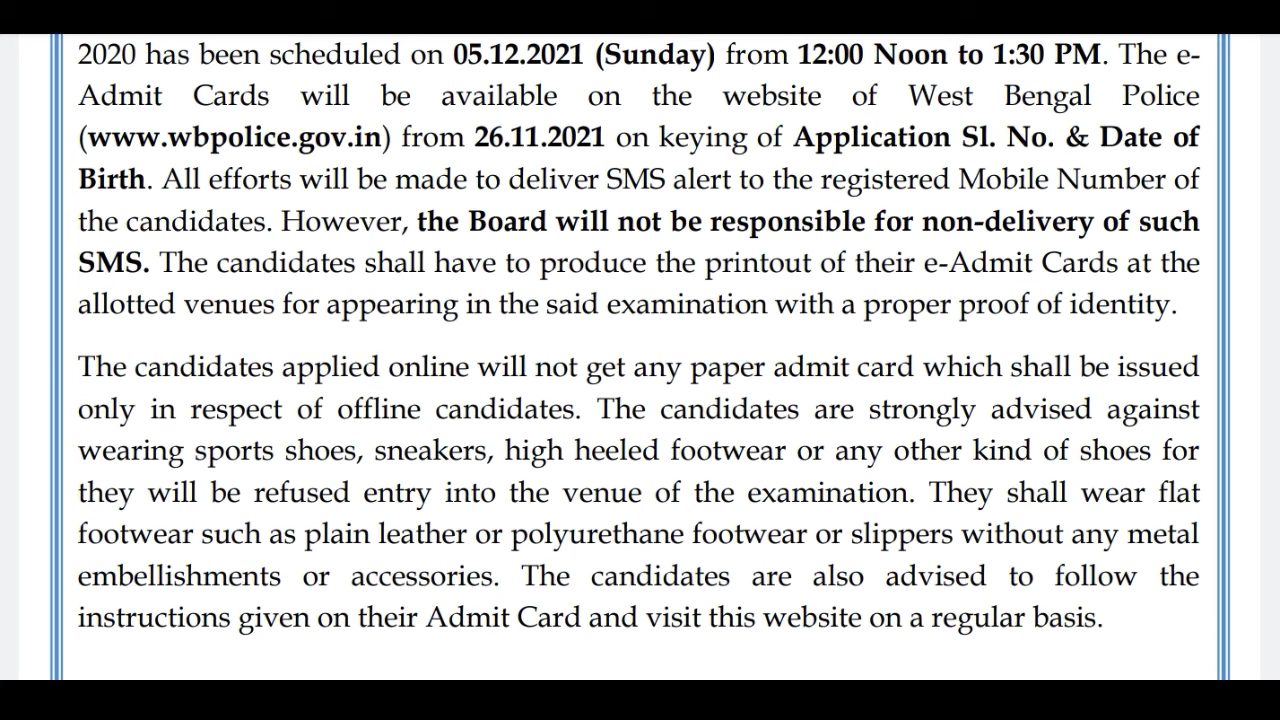 2020 has been scheduled on 05.12.2021 (Sunday) from 12:00 Noon to 1:30 PM. The e-
Admit Cards will be available on the website of West Bengal Police
(www.wbpolice.gov.in) from 26.11.2021 on keying of Application Sl. No. & Date of
Birth. All efforts will be made to deliver SMS alert to the registered Mobile Number of
the candidates. However, the Board will not be responsible for non-delivery of such
SMS. The candidates shall have to produce the printout of their e-Admit Cards at the
allotted venues for appearing in the said examination with a proper proof of identity.
The candidates applied online will not get any paper admit card which shall be issued
only in respect of offline candidates. The candidates are strongly advised against
wearing sports shoes, sneakers, high heeled footwear or any other kind of shoes for
they will be refused entry into the venue of the examination. They shall wear flat
footwear such as plain leather or polyurethane footwear or slippers without any metal
embellishments or accessories. The candidates are also advised to follow the
instructions given on their Admit Card and visit this website on a regular basis.